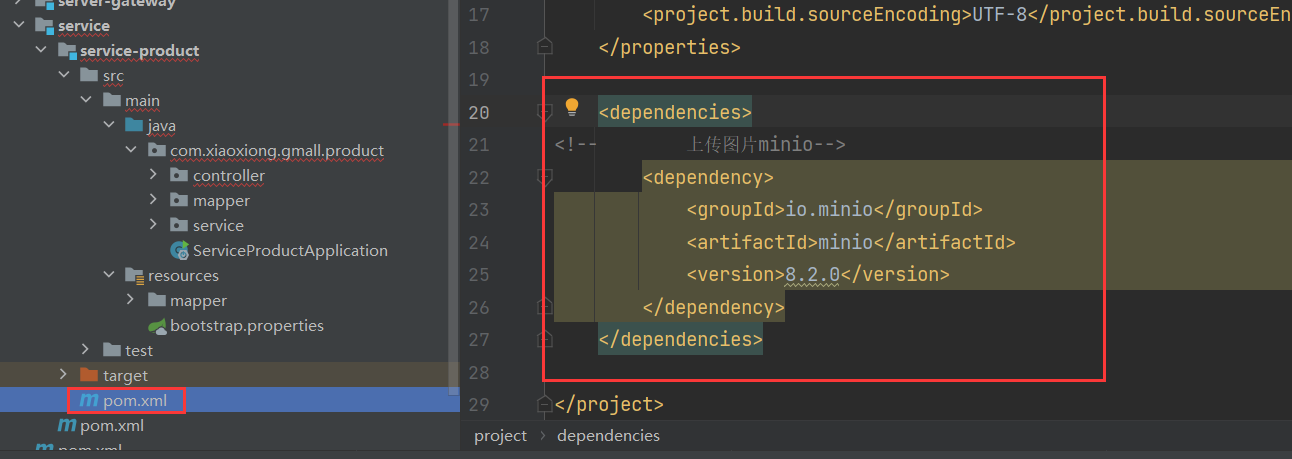 server-gateway
service
service-product
src
main
java
com.xiaoxiong.gmall.product
controller
mapper
service
ServiceProductApplication
resources
mapper
bootstrap.properties
test
target
pom.xml
pom.xml
pom.xml
17 <project.build.sourceEncoding>UTF-8</project.build.sourceEn
18 </properties>
19
20 <dependencies>
21 <!-- 上传图片minio-->
22 <dependency>
23 <groupId>io.minio</groupId>
24 <artifactId>minio</artifactId>
25 <version>8.2.0</version>
26 </dependency>
27 </dependencies>
28
29 </project>
project > dependencies